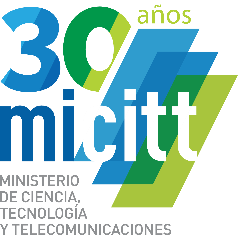 30 años
micitt
MINISTERIO
DE CIENCIA,
TECNOLOGÍA
Y TELECOMUNICACIONES